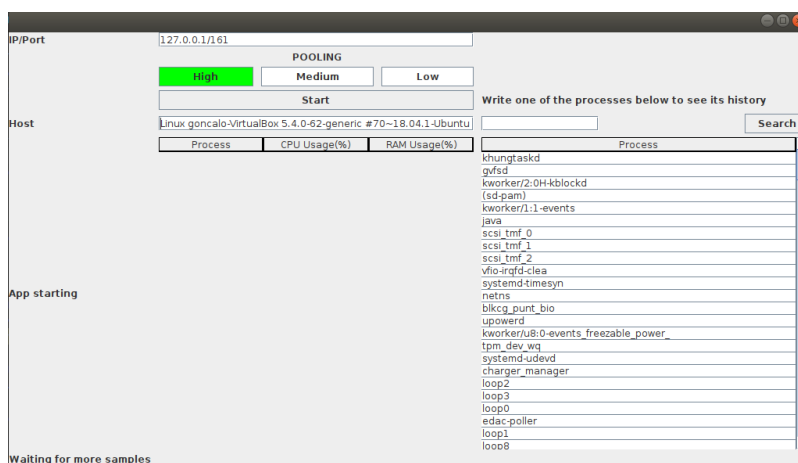 IP/Port 127.0.0.1/161
POOLING
High Medium Low
Start Write one of the processes below to see its history
Host Linux goncalo-VirtualBox 5.4.0-62-generic #70~18.04.1-Ubuntu Search
Process CPU Usage(%) RAM Usage(%) Process
khungtaskd
gvfsd
kworker/2:0H-kblockd
(sd-pam)
kworker/1:1-events
java
scsi_tmf_0
scsi_tmf_1
scsi_tmf_2
vfio-irqfd-clea
systemd-timesyn
App starting netns
blkcg_punt_bio
upowerd
kworker/u8:0-events_freezable_power_
tpm_dev_wq
systemd-udevd
charger_manager
loop2
loop3
loop0
edac-poller
loop1
loop8
Waiting for more samples